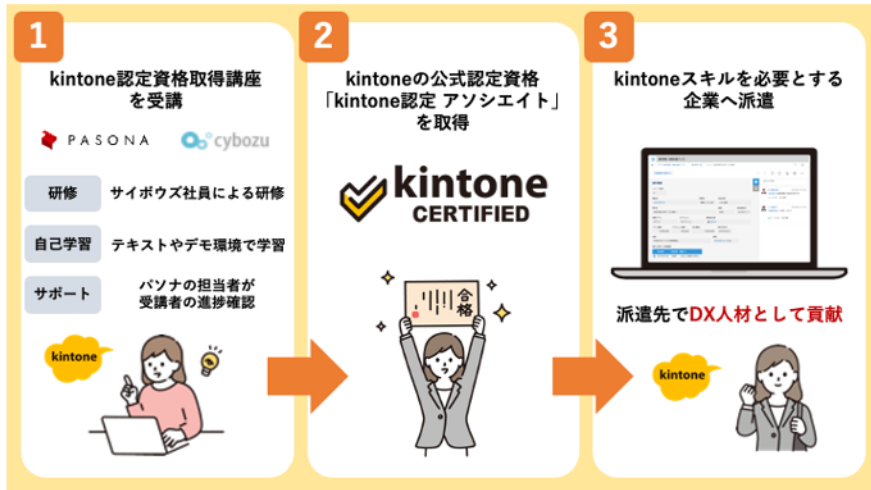 1
kintone認定資格取得講座
を受講
PASONA
cybozu
研修
サイボウズ社員による研修
自己学習
テキストやデモ環境で学習
サポート
パソナの担当者が
受講者の進捗確認
kintone
2
kintoneの公式認定資格
「kintone認定 アソシエイト」
を取得
kintone
CERTIFIED
合格
3
kintoneスキルを必要とする
企業へ派遣
派遣先でDX人材として貢献
kintone